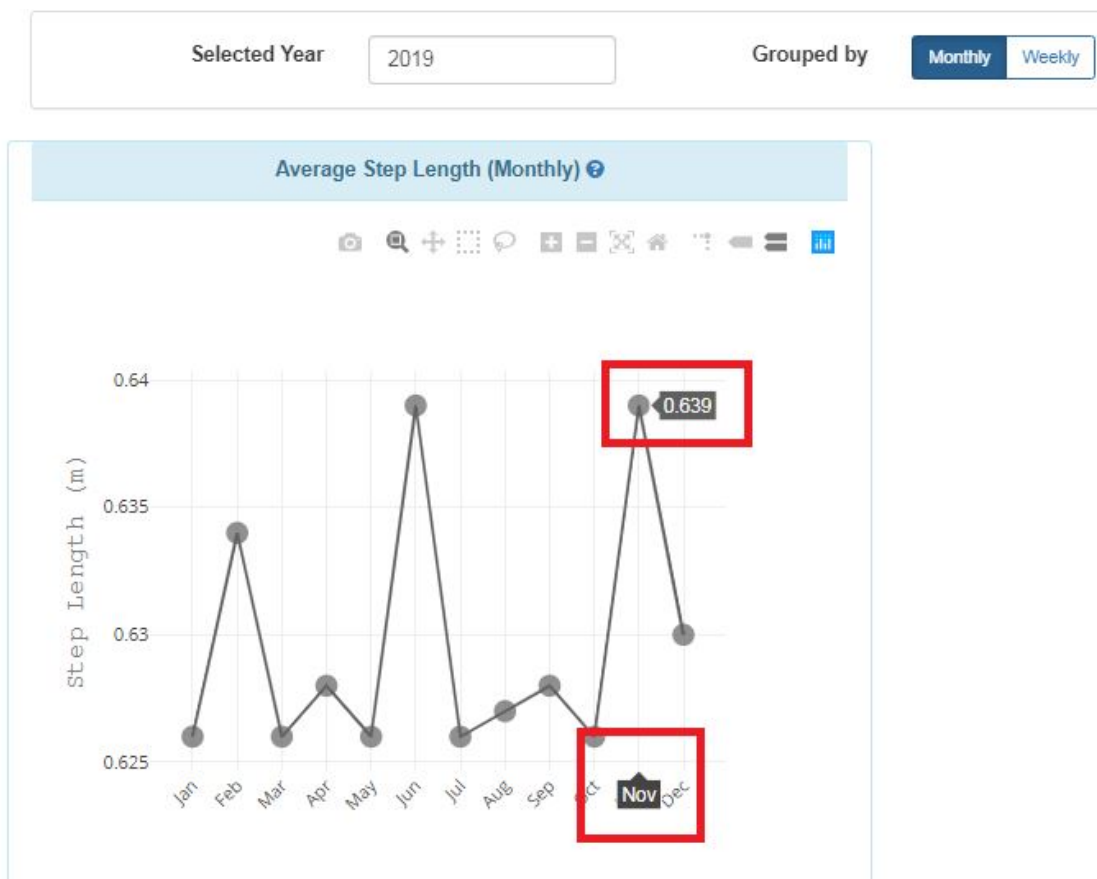 Selected Year 2019 Grouped by Monthly Weekly
Average Step Length (Monthly) ?
0.64
0.639
0.635
0.63
0.625
Step Length (m)
Jan Feb Mar Apr May Jun Jul Aug Sep Oct Nov Dec